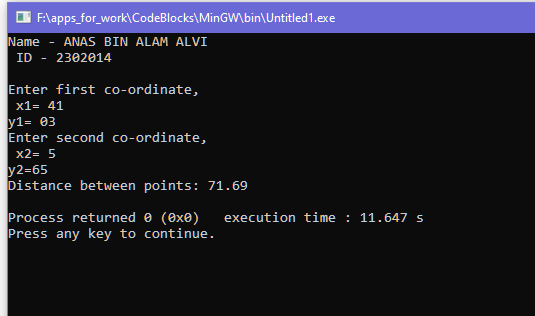 F:\apps_for_work\CodeBlocks\MinGW\bin\Untitled1.exe
Name - ANAS BIN ALAM ALVI
 ID - 2302014

Enter first co-ordinate,
 x1= 41
y1= 03
Enter second co-ordinate,
 x2= 5
y2=65
Distance between points: 71.69

Process returned 0 (0x0)   execution time : 11.647 s
Press any key to continue.